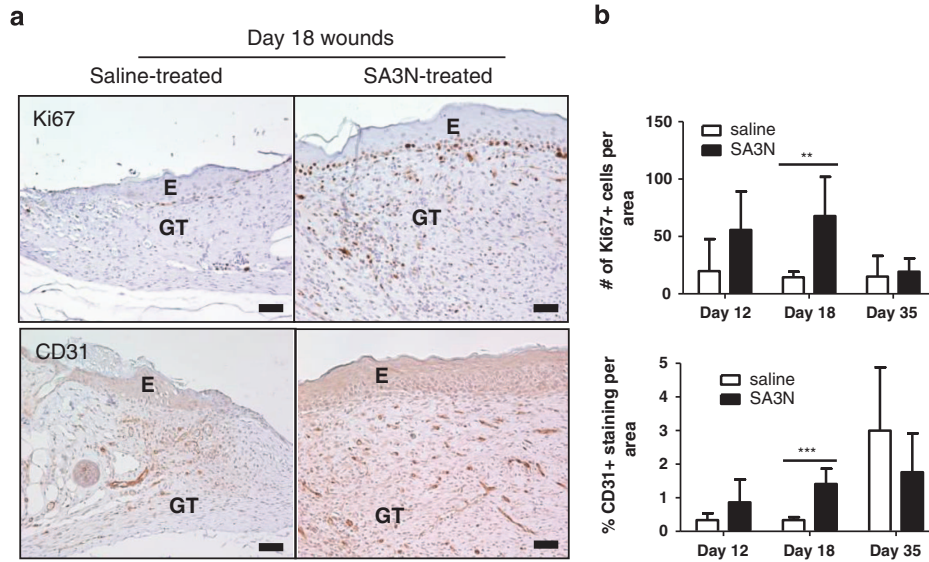 a
Day 18 wounds
Saline-treated
SA3N-treated
Ki67
E
GT
E
GT
CD31
E
GT
E
GT
b
# of Ki67+ cells per
area
150
100
50
0
saline
SA3N
**
Day 12
Day 18
Day 35
% CD31+ staining per
area
5
4
3
2
1
0
saline
SA3N
***
Day 12
Day 18
Day 35